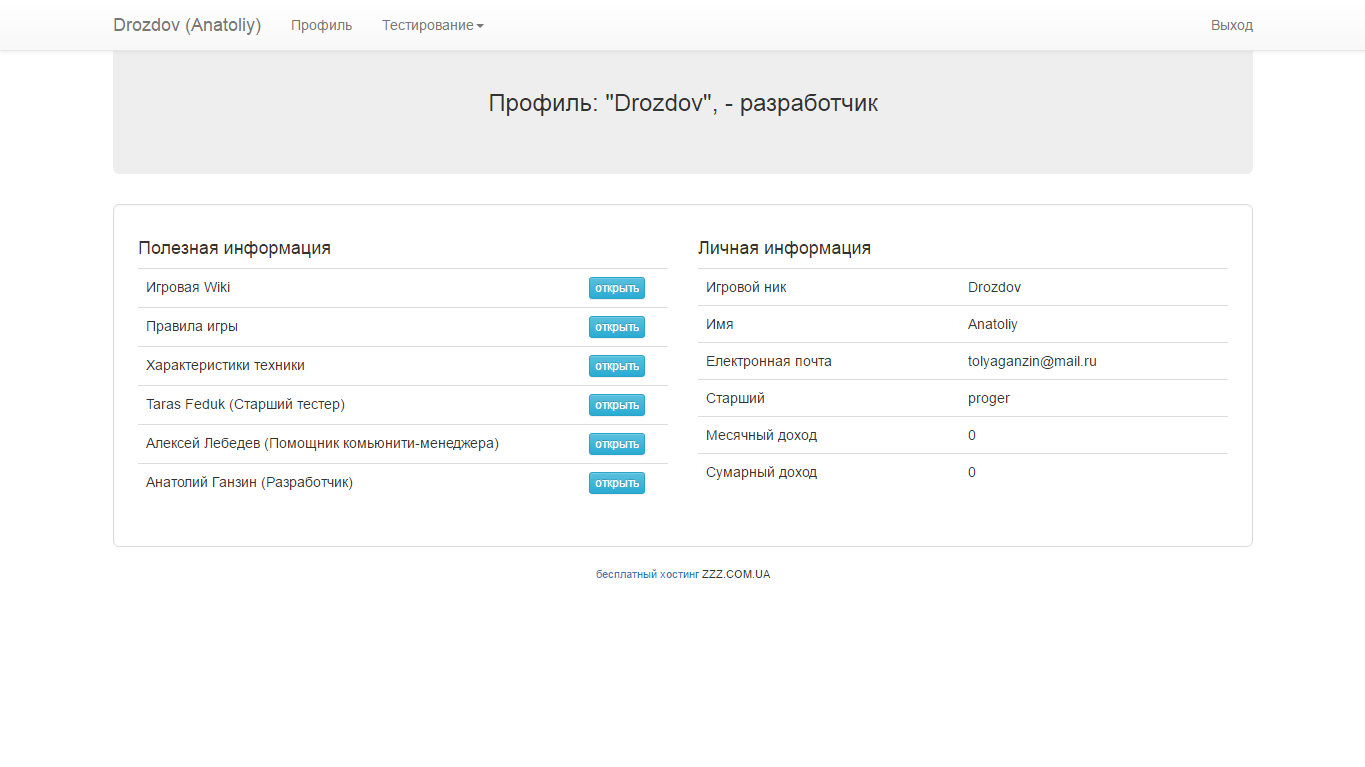 Drozdov (Anatoliy) Профиль Тестирование Выход
Профиль: "Drozdov", - разработчик
Полезная информация
Игровая Wiki открыть
Правила игры открыть
Характеристики техники открыть
Taras Feduk (Старший тестер) открыть
Алексей Лебедев (Помощник комьюнити-менеджера) открыть
Анатолий Ганзин (Разработчик) открыть
Личная информация
Игровой ник Drozdov
Имя Anatoliy
Електронная почта tolyaganzin@mail.ru
Старший proger
Месячный доход 0
Сумарный доход 0
бесплатный хостинг ZZZ.COM.UA